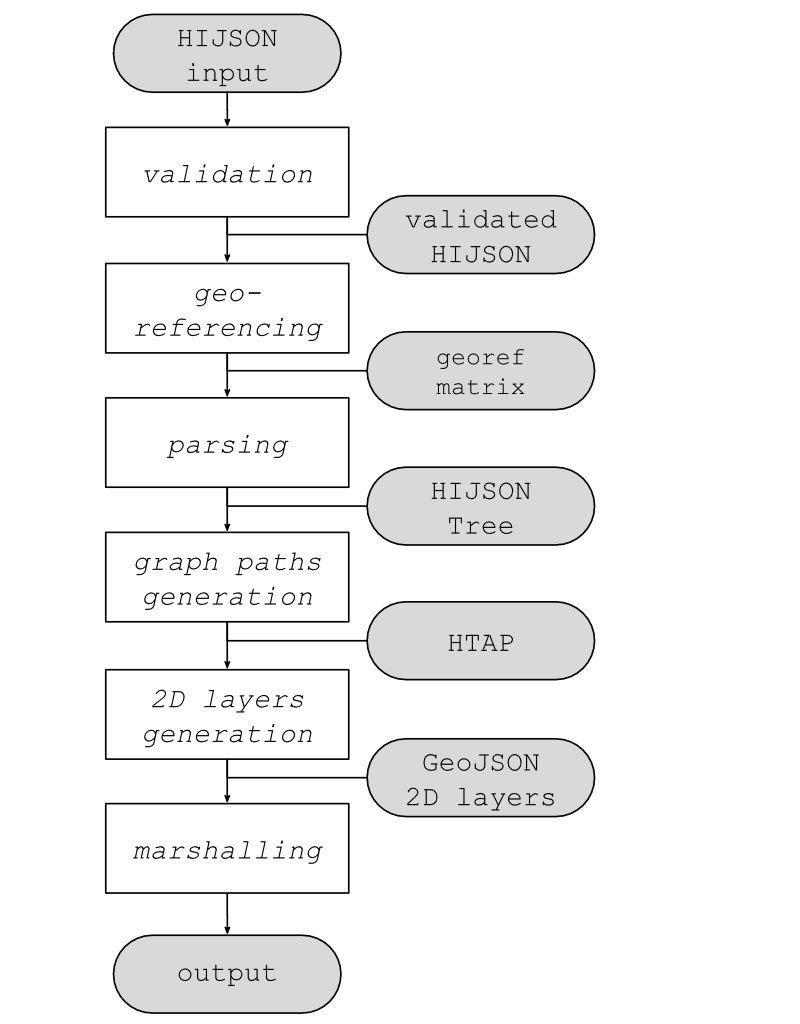 HIJSON
input
validation
validated
HIJSON
geo-
referencing
georef
matrix
parsing
HIJSON
Tree
graph paths
generation
HTAP
2D layers
generation
GeoJSON
2D layers
marshalling
output